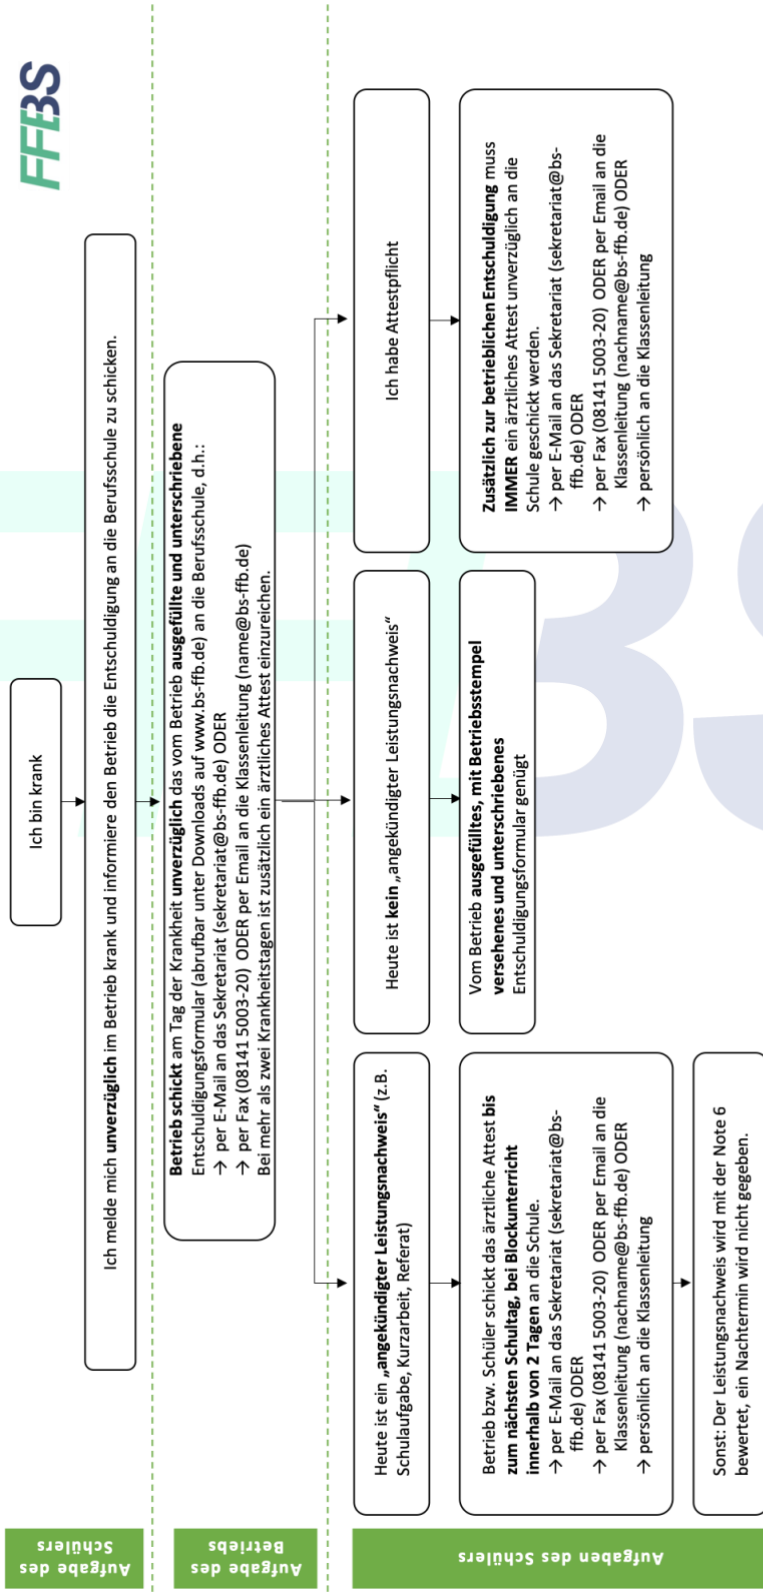 FFBS
Aufgabe des
Schülers
Ich bin krank
Ich melde mich unverzüglich im Betrieb krank und informiere den Betrieb die Entschuldigung an die Berufsschule zu schicken.
Aufgabe des
Betriebs
Betrieb schickt am Tag der Krankheit unverzüglich das vom Betrieb ausgefüllte und unterschriebene
Entschuldigungsformular (abrufbar unter Downloads auf www.bs-ffb.de) an die Berufsschule, d.h.:
→ per E-Mail an das Sekretariat (sekretariat@bs-ffb.de) ODER
→ per Fax (08141 5003-20) ODER per Email an die Klassenleitung (name@bs-ffb.de)
Bei mehr als zwei Krankheitstagen ist zusätzlich ein ärztliches Attest einzureichen.
Aufgaben des Schülers
Heute ist ein „angekündigter Leistungsnachweis“ (z.B.
Schulaufgabe, Kurzarbeit, Referat)
Betrieb bzw. Schüler schickt das ärztliche Attest bis
zum nächsten Schultag, bei Blockunterricht
innerhalb von 2 Tagen an die Schule.
→ per E-Mail an das Sekretariat (sekretariat@bs-
ffb.de) ODER
→ per Fax (08141 5003-20) ODER per Email an die
Klassenleitung (nachname@bs-ffb.de) ODER
→ persönlich an die Klassenleitung
Sonst: Der Leistungsnachweis wird mit der Note 6
bewertet, ein Nachtermin wird nicht gegeben.
Heute ist kein „angekündigter Leistungsnachweis“
Vom Betrieb ausgefülltes, mit Betriebsstempel
versehenes und unterschriebenes
Entschuldigungsformular genügt
Ich habe Attestpflicht
Zusätzlich zur betrieblichen Entschuldigung muss
IMMER ein ärztliches Attest unverzüglich an die
Schule geschickt werden.
→ per E-Mail an das Sekretariat (sekretariat@bs-
ffb.de) ODER
→ per Fax (08141 5003-20) ODER per Email an die
Klassenleitung (nachname@bs-ffb.de) ODER
→ persönlich an die Klassenleitung